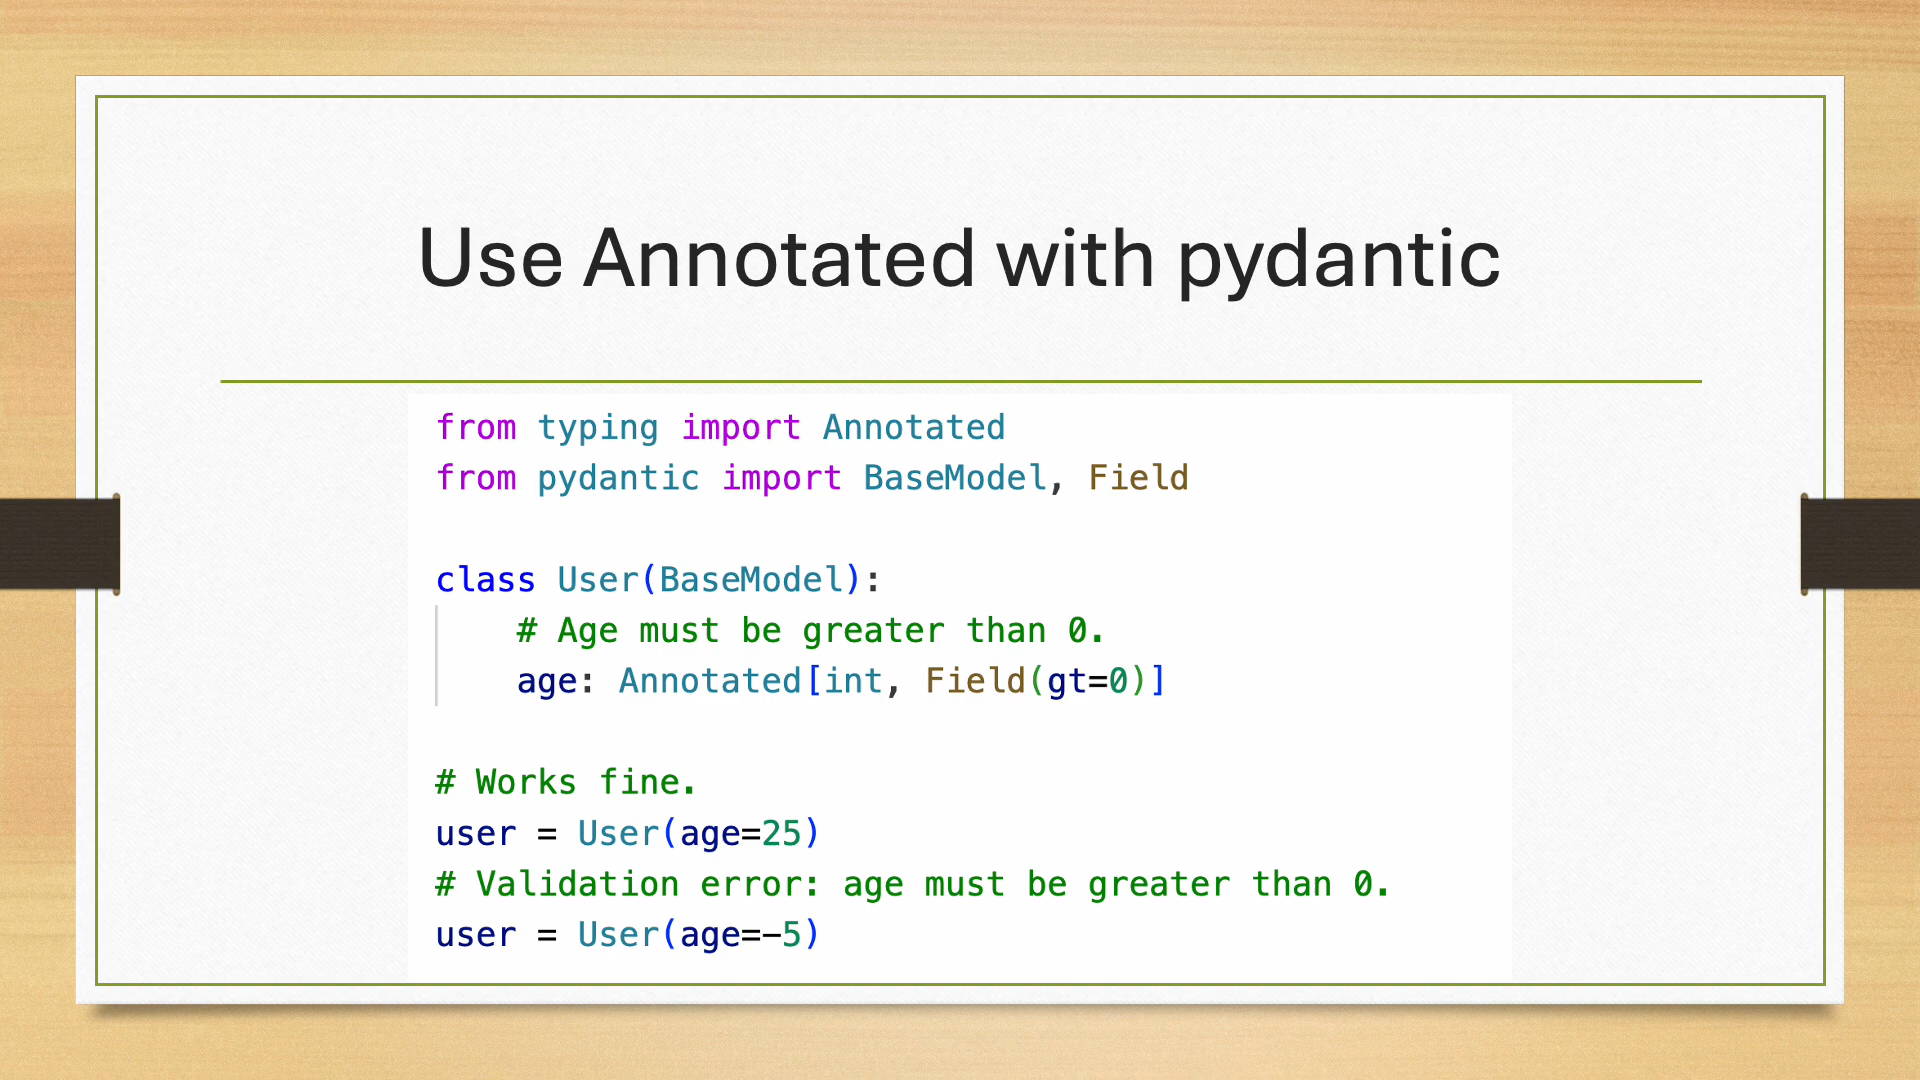 Use Annotated with pydantic
from typing import Annotated
from pydantic import BaseModel, Field
class User(BaseModel):
    # Age must be greater than 0.
    age: Annotated[int, Field(gt=0)]
# Works fine.
user = User(age=25)
# Validation error: age must be greater than 0.
user = User(age=-5)